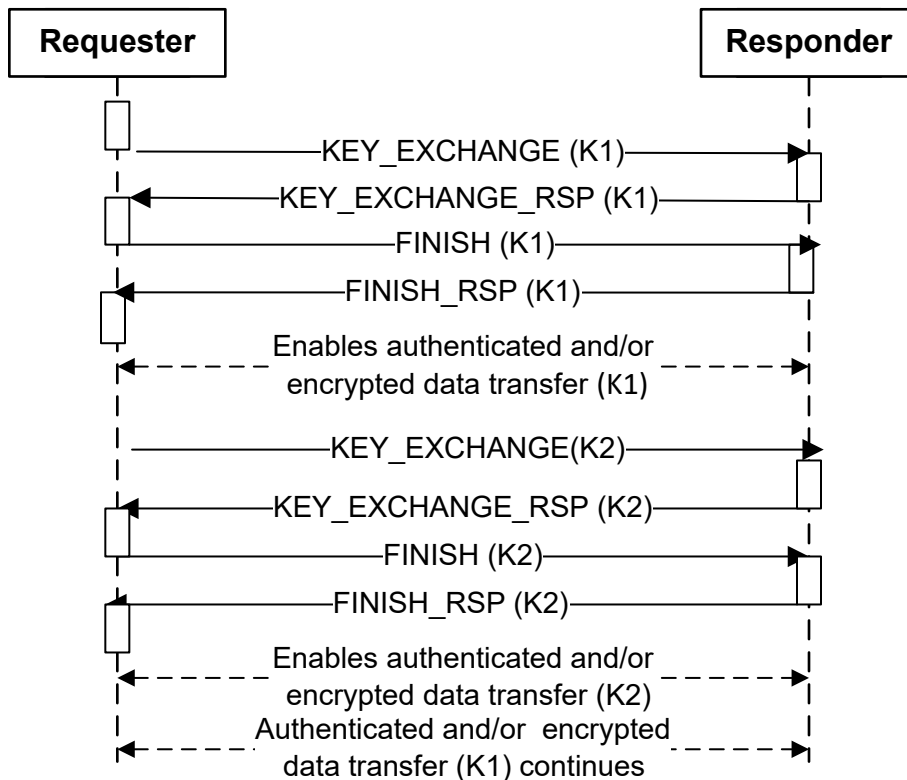 Requester
Responder
KEY_EXCHANGE (K1)
KEY_EXCHANGE_RSP (K1)
FINISH (K1)
FINISH_RSP (K1)
Enables authenticated and/or
encrypted data transfer (K1)
KEY_EXCHANGE(K2)
KEY_EXCHANGE_RSP (K2)
FINISH (K2)
FINISH_RSP (K2)
Enables authenticated and/or
encrypted data transfer (K2)
Authenticated and/or encrypted
data transfer (K1) continues